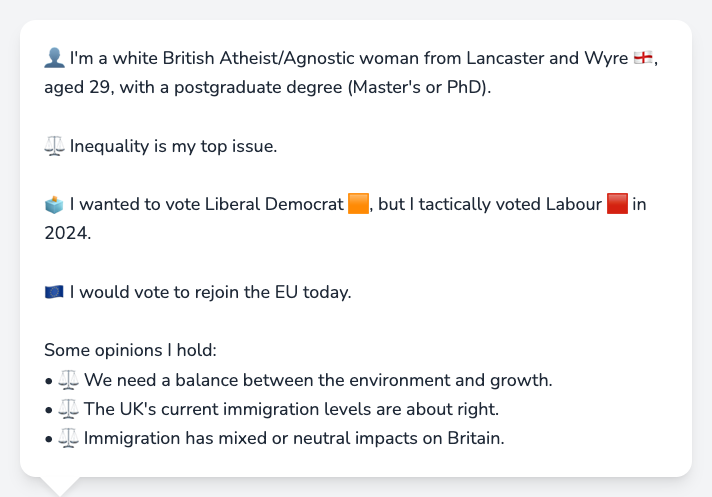 👤 I'm a white British Atheist/Agnostic woman from Lancaster and Wyre 🏴󠁧󠁢󠁥󠁮󠁧󠁿,
aged 29, with a postgraduate degree (Master's or PhD).
⚖️ Inequality is my top issue.
🗳️ I wanted to vote Liberal Democrat 🟧, but I tactically voted Labour 🟥 in
2024.
🇪🇺 I would vote to rejoin the EU today.
Some opinions I hold:
• ⚖️ We need a balance between the environment and growth.
• ⚖️ The UK's current immigration levels are about right.
• ⚖️ Immigration has mixed or neutral impacts on Britain.